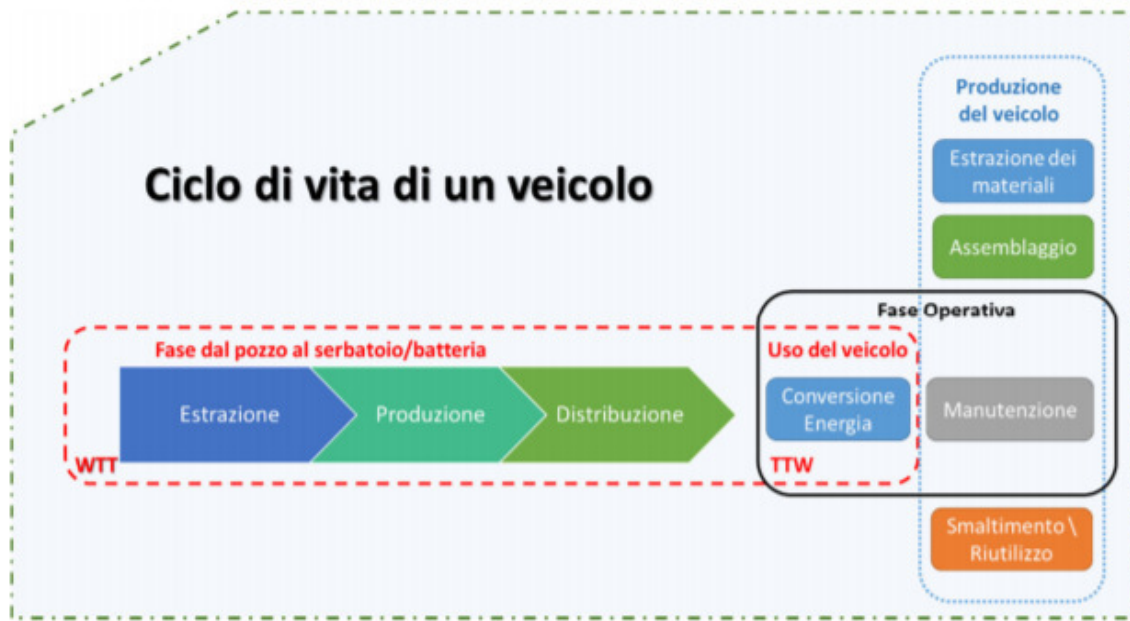 Produzione
del veicolo
Estrazione dei
materiali
Ciclo di vita di un veicolo
Assemblaggio
Fase Operativa
Fase dal pozzo al serbatoio/batteria
Uso del veicolo
Estrazione
Produzione
Distribuzione
Conversione
Energia
Manutenzione
WTT
TTW
Smaltimento \
Riutilizzo